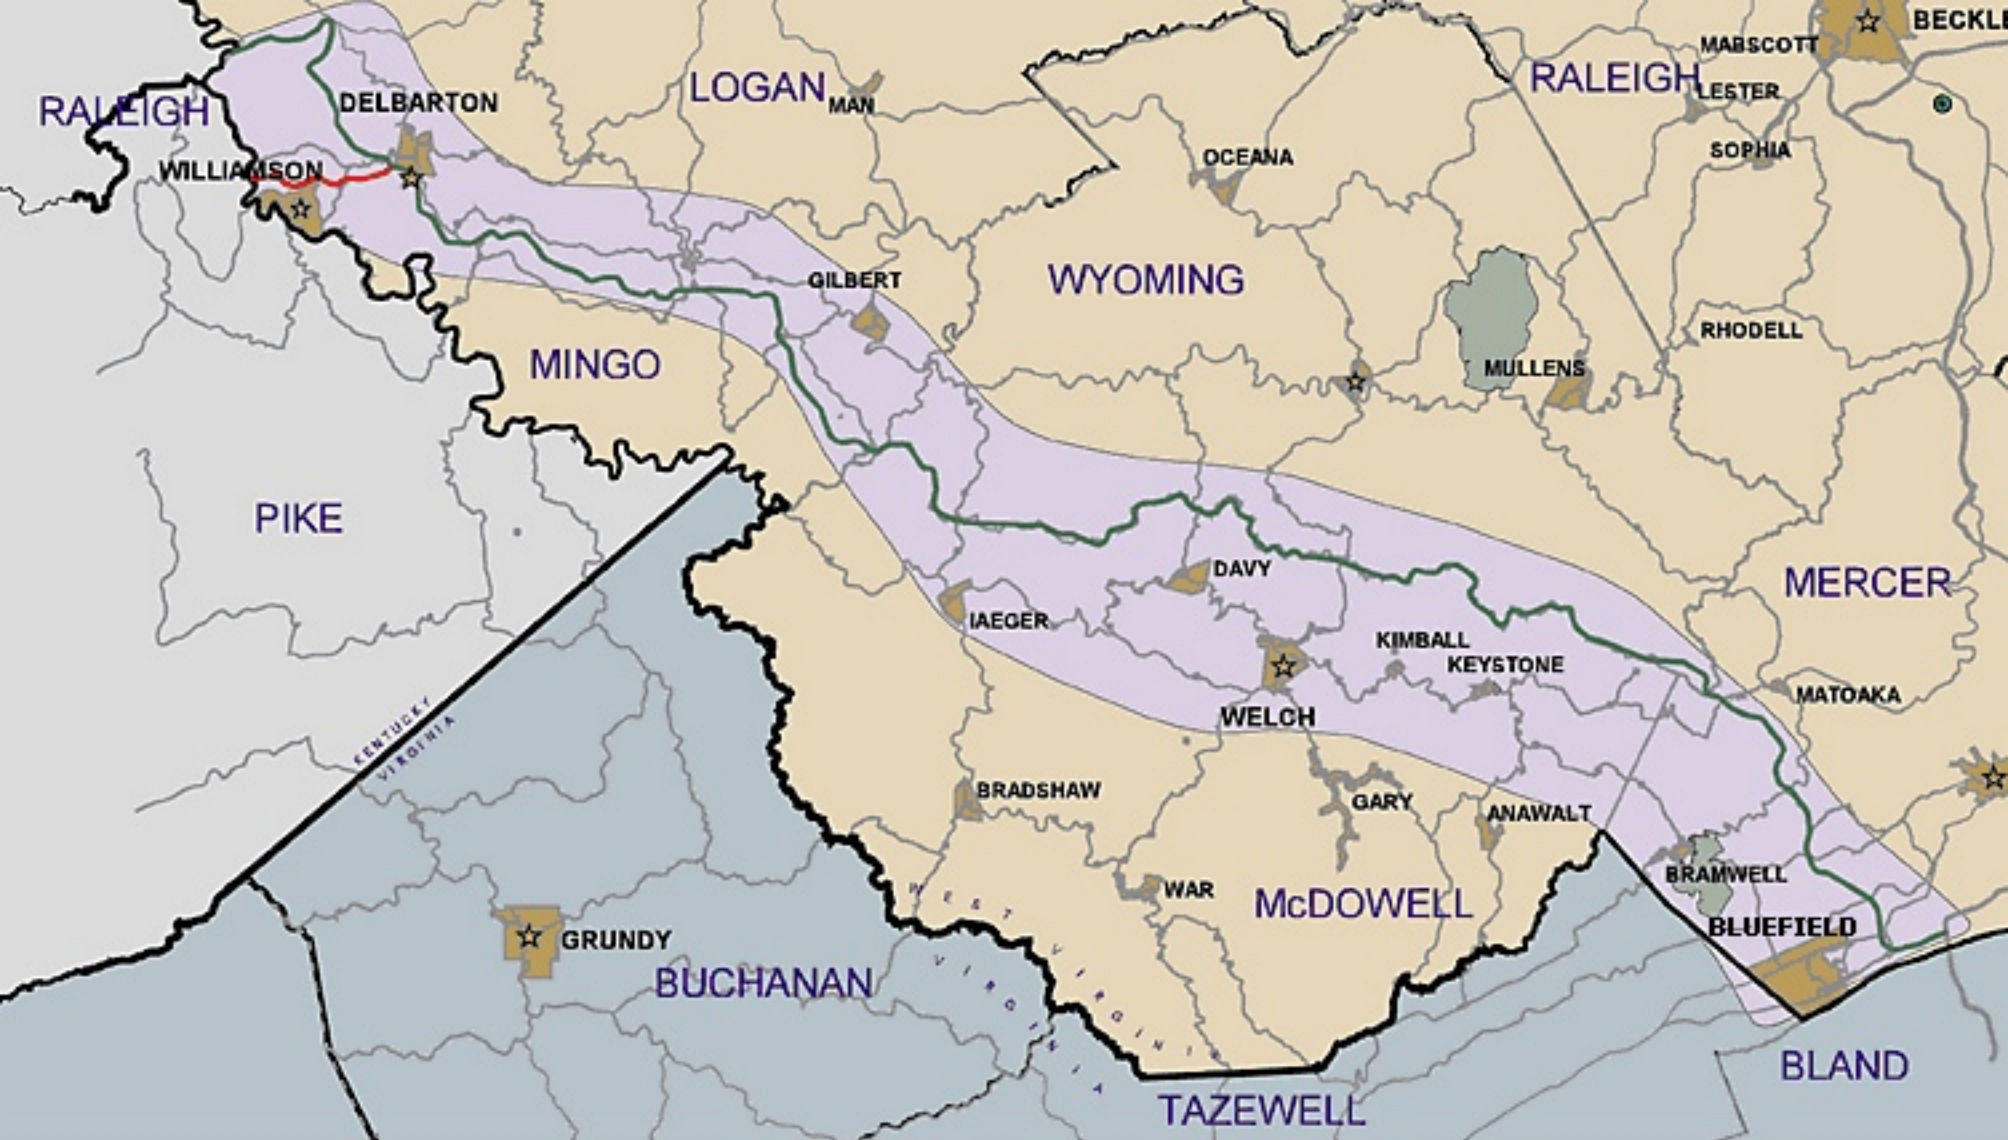 BECKLE
MABSCOTT
RALEIGH
LOGAN
MAN
LESTER
RALEIGH
DELBARTON
SOPHIA
OCEANA
WILLIAMSON
GILBERT
WYOMING
RHODELL
MINGO
MULLENS
PIKE
DAVY
MERCER
IAEGER
KIMBALL
KEYSTONE
MATOAKA
WELCH
KENTUCKY
VIRGINIA
BRADSHAW
GARY
ANAWALT
BRAMWELL
WAR
McDOWELL
WEST VIRGINIA
VIRGINIA
BLUEFIELD
GRUNDY
BUCHANAN
BLAND
TAZEWELL